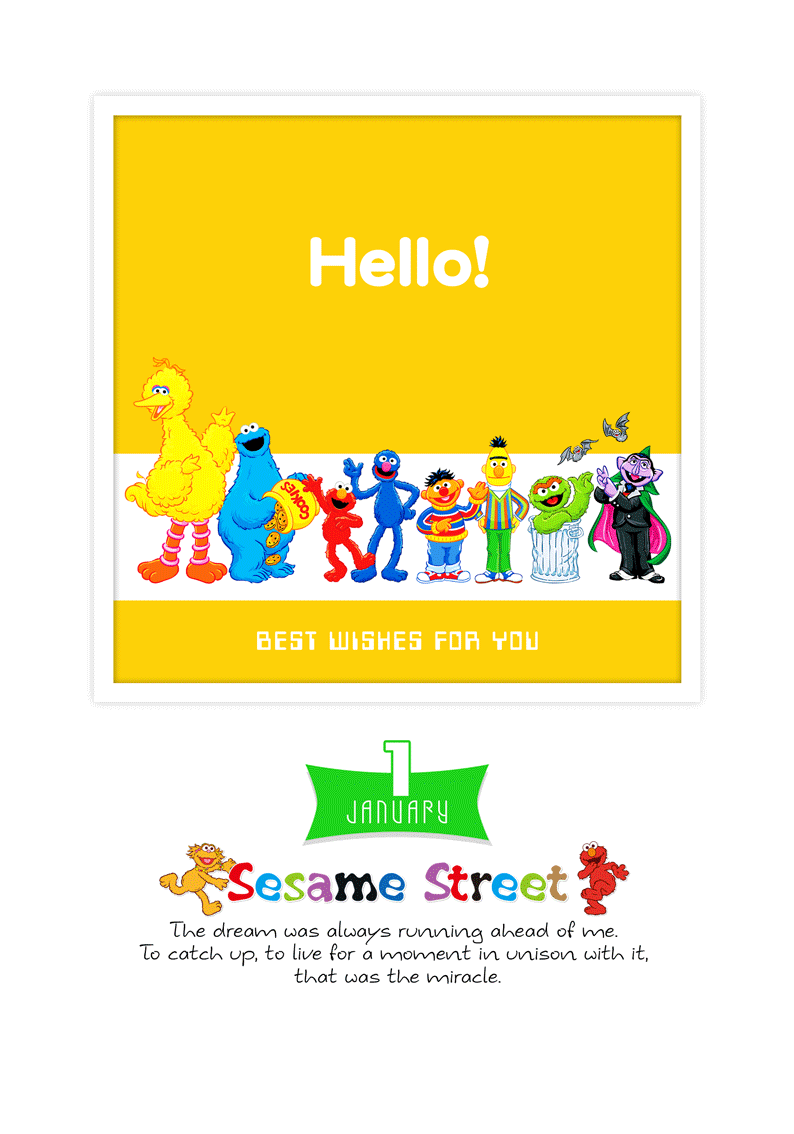 Hello!
COOKIES
BEST WISHES FOR YOU
1
JANUARY
Sesame Street
The dream was always running ahead of me.
To catch up, to live for a moment in unison with it,
that was the miracle.